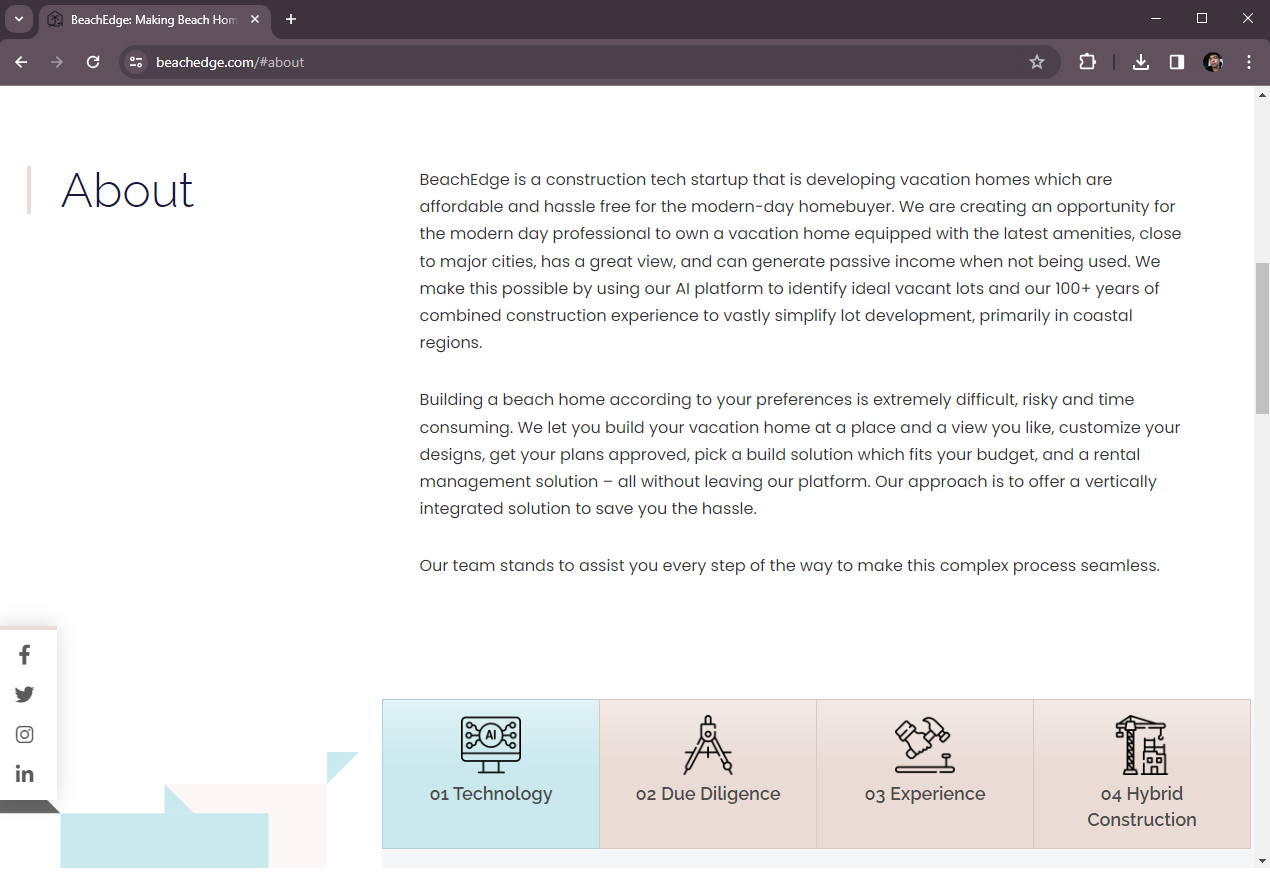 BeachEdge: Making Beach Hom
beachedge.com/#about
About
BeachEdge is a construction tech startup that is developing vacation homes which are
affordable and hassle free for the modern-day homebuyer. We are creating an opportunity for
the modern day professional to own a vacation home equipped with the latest amenities, close
to major cities, has a great view, and can generate passive income when not being used. We
make this possible by using our AI platform to identify ideal vacant lots and our 100+ years of
combined construction experience to vastly simplify lot development, primarily in coastal
regions.
Building a beach home according to your preferences is extremely difficult, risky and time
consuming. We let you build your vacation home at a place and a view you like, customize your
designs, get your plans approved, pick a build solution which fits your budget, and a rental
management solution – all without leaving our platform. Our approach is to offer a vertically
integrated solution to save you the hassle.
Our team stands to assist you every step of the way to make this complex process seamless.
AI
01 Technology
02 Due Diligence
03 Experience
04 Hybrid
Construction